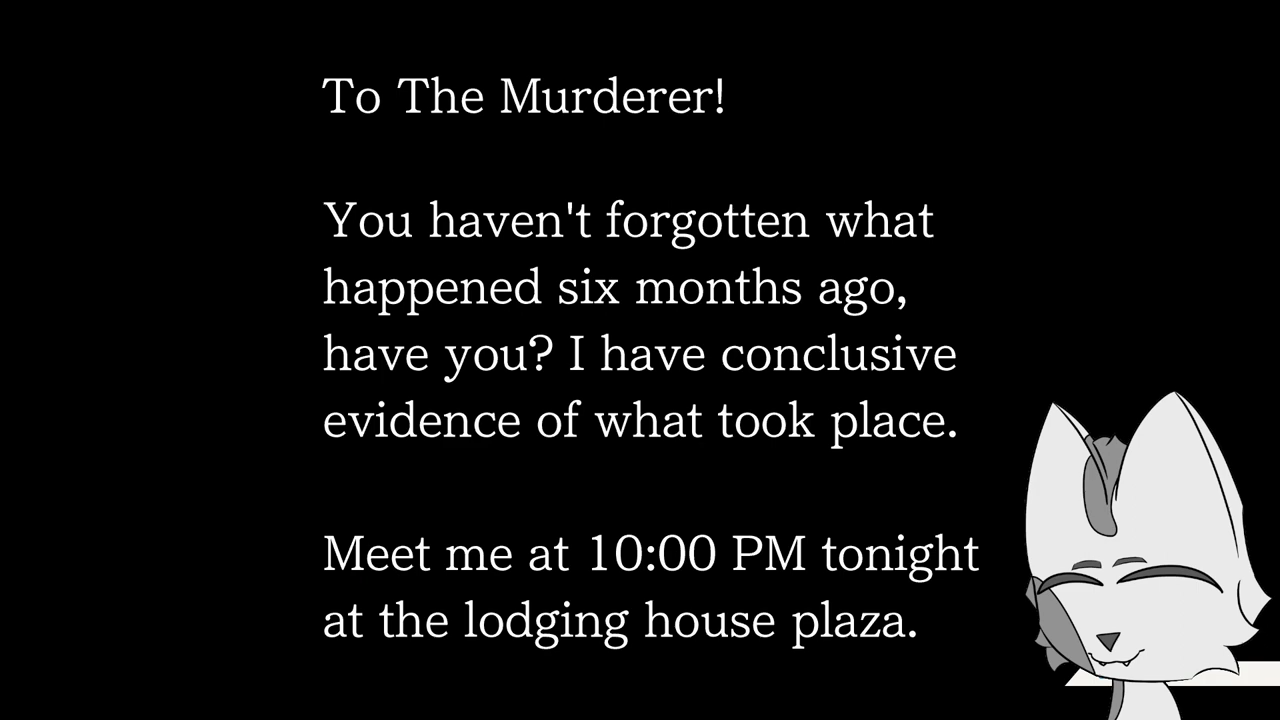 To The Murderer!
You haven't forgotten what
happened six months ago,
have you? I have conclusive
evidence of what took place.
Meet me at 10:00 PM tonight
at the lodging house plaza.